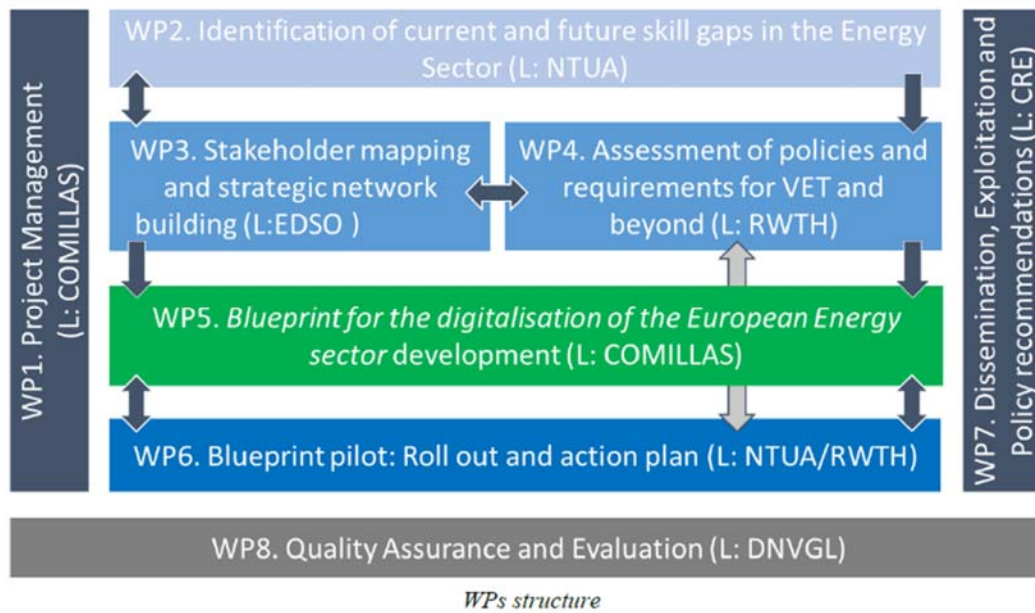 WP1. Project Management
(L: COMILLAS)
WP2. Identification of current and future skill gaps in the Energy
Sector (L: NTUA)
WP3. Stakeholder mapping
and strategic network
building (L:EDSO )
WP4. Assessment of policies and
requirements for VET and
beyond (L: RWTH)
WP5. Blueprint for the digitalisation of the European Energy
sector development (L: COMILLAS)
WP6. Blueprint pilot: Roll out and action plan (L: NTUA/RWTH)
WP7. Dissemination, Exploitation and
Policy recommendations (L: CRE)
WP8. Quality Assurance and Evaluation (L: DNVGL)
WPs structure